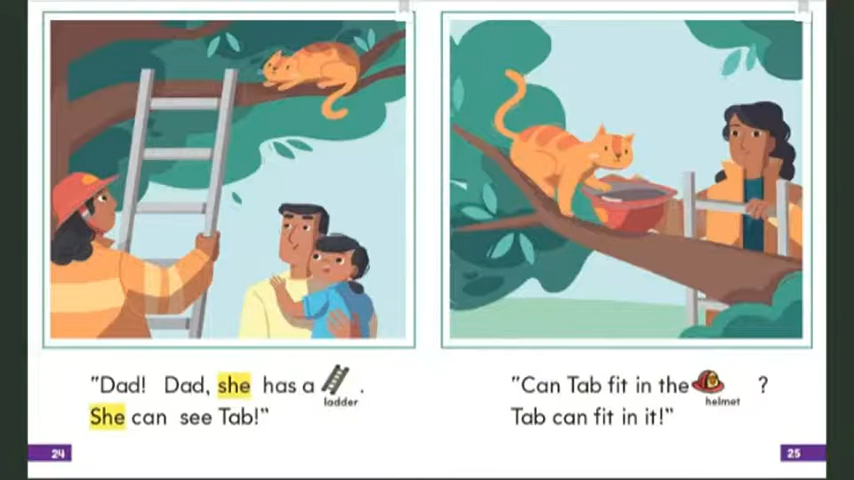 "Dad! Dad, she has a .
ladder
She can see Tab!"
24
"Can Tab fit in the ?
helmet
Tab can fit in it!"
25